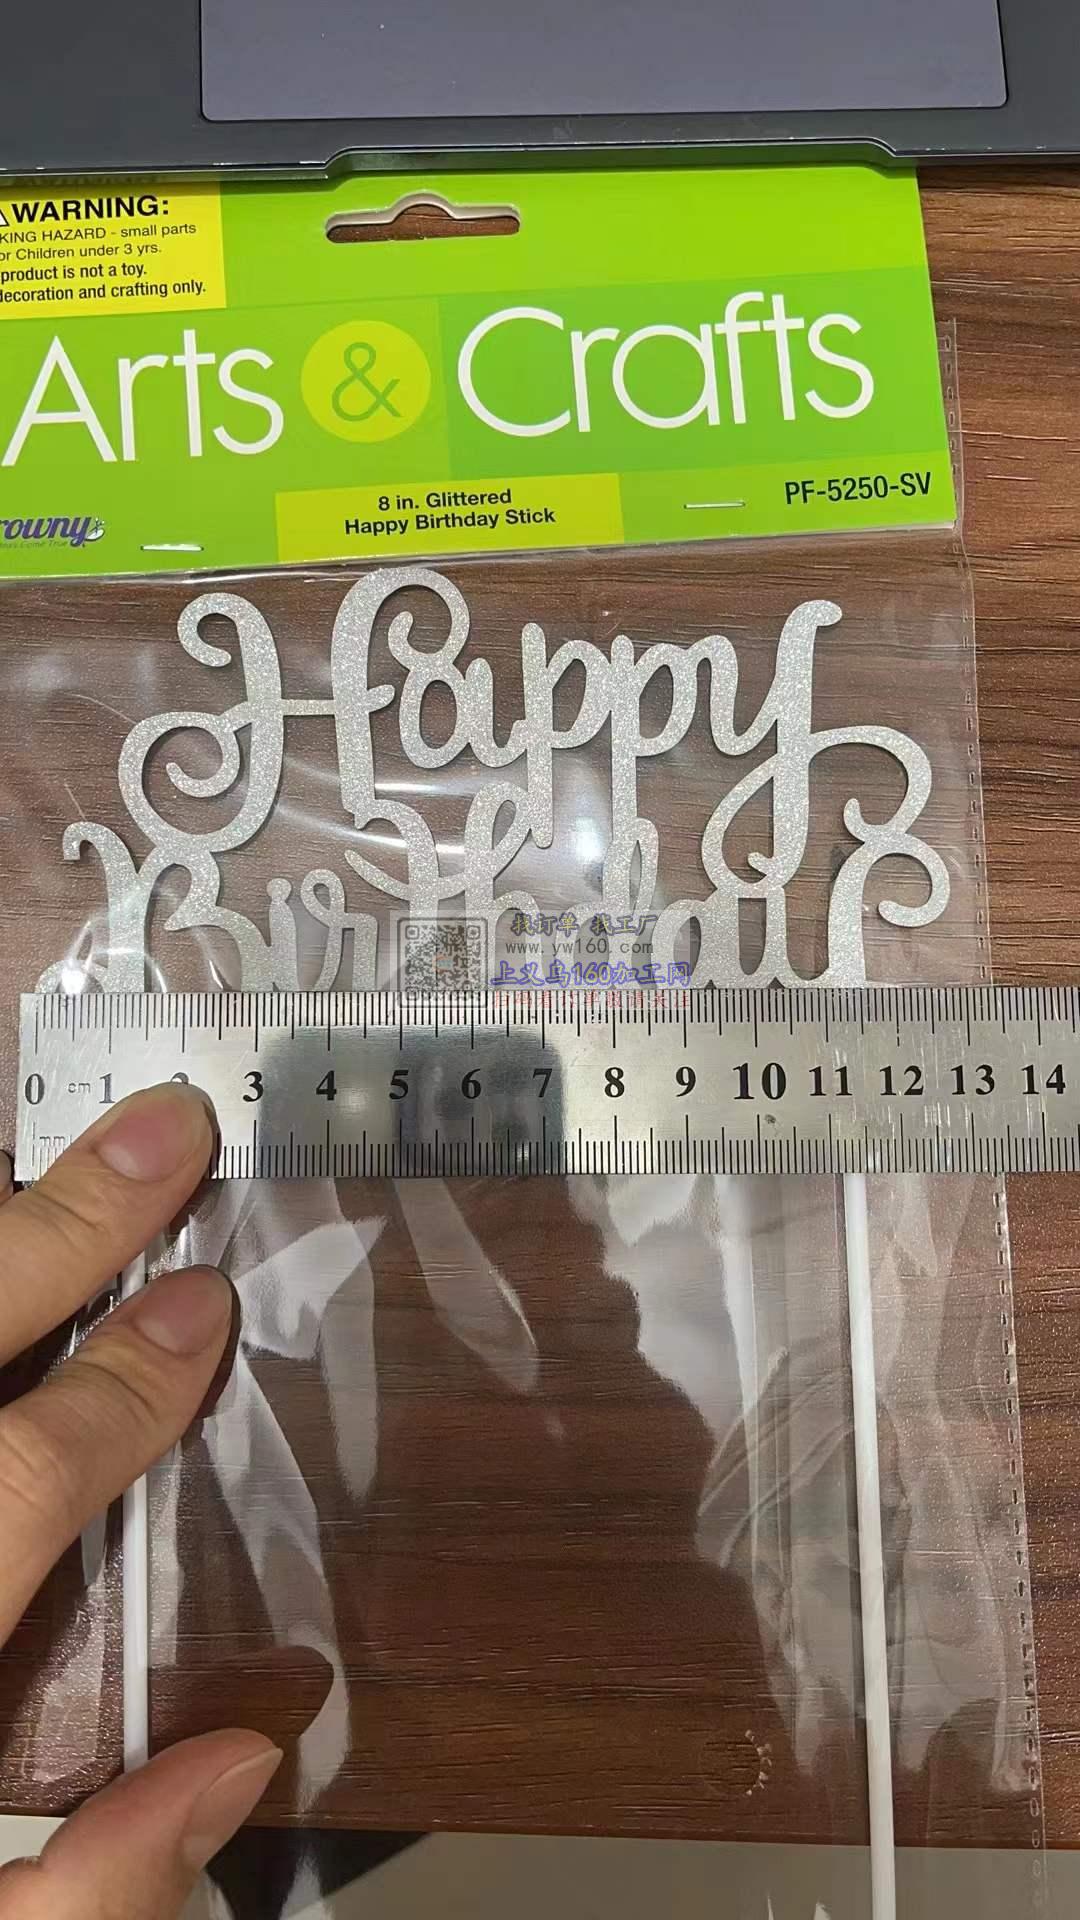 WARNING:
KING HAZARD - small parts
or Children under 3 yrs.
product is not a toy.
decoration and crafting only.
Arts & Crafts
8 in. Glittered
Happy Birthday Stick
PF-5250-SV
rowny
Happy
Birthday
找订单 找工厂
www.yw160.com
上义乌160加工网
0 cm 1 2 3 4 5 6 7 8 9 10 11 12 13 14
mm